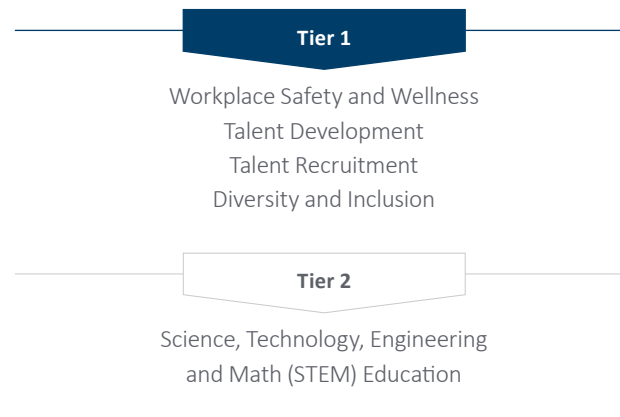 Tier 1
Workplace Safety and Wellness
Talent Development
Talent Recruitment
Diversity and Inclusion
Tier 2
Science, Technology, Engineering
and Math (STEM) Education